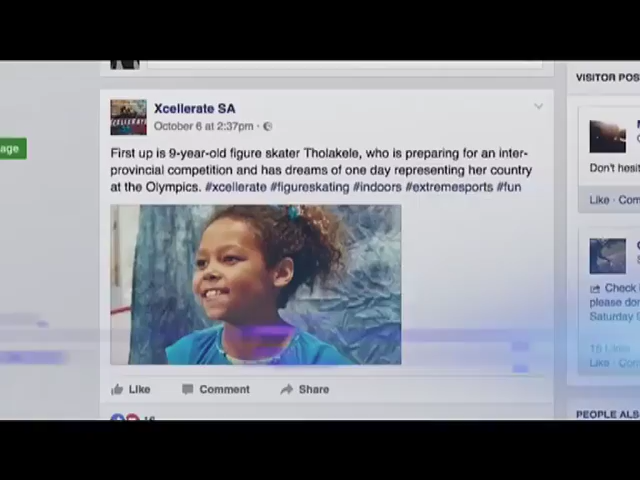 VISITOR POS
Xcellerate SA
October 6 at 2:37pm
age
First up is 9-year-old figure skater Tholakele, who is preparing for an inter-
provincial competition and has dreams of one day representing her country
at the Olympics. #xcellerate #figureskating #indoors #extremesports #fun
Don't hesit
Like · Com
Check
please don
Saturday
Like · Com
Like Comment Share
16
PEOPLE ALS